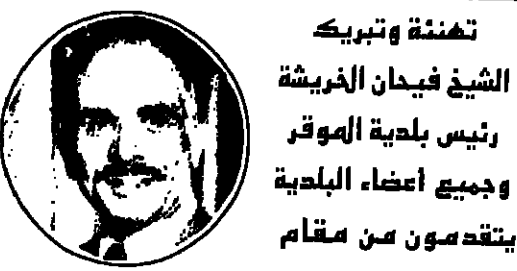 تهنئة وتبريك
الشيخ فيحان الخريشة
رئيس بلدية الموقر
وجميع اعضاء البلدية
يتقدمون من مقام